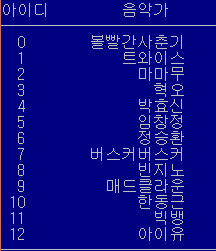 아이디 음악가
0 볼빨간사춘기
1 트와이스
2 마마무
3 혁오
4 박효신
5 임창정
6 정승환
7 버스커버스커
8 빈지노
9 매드클라운
10 한동근
11 빅뱅
12 아이유